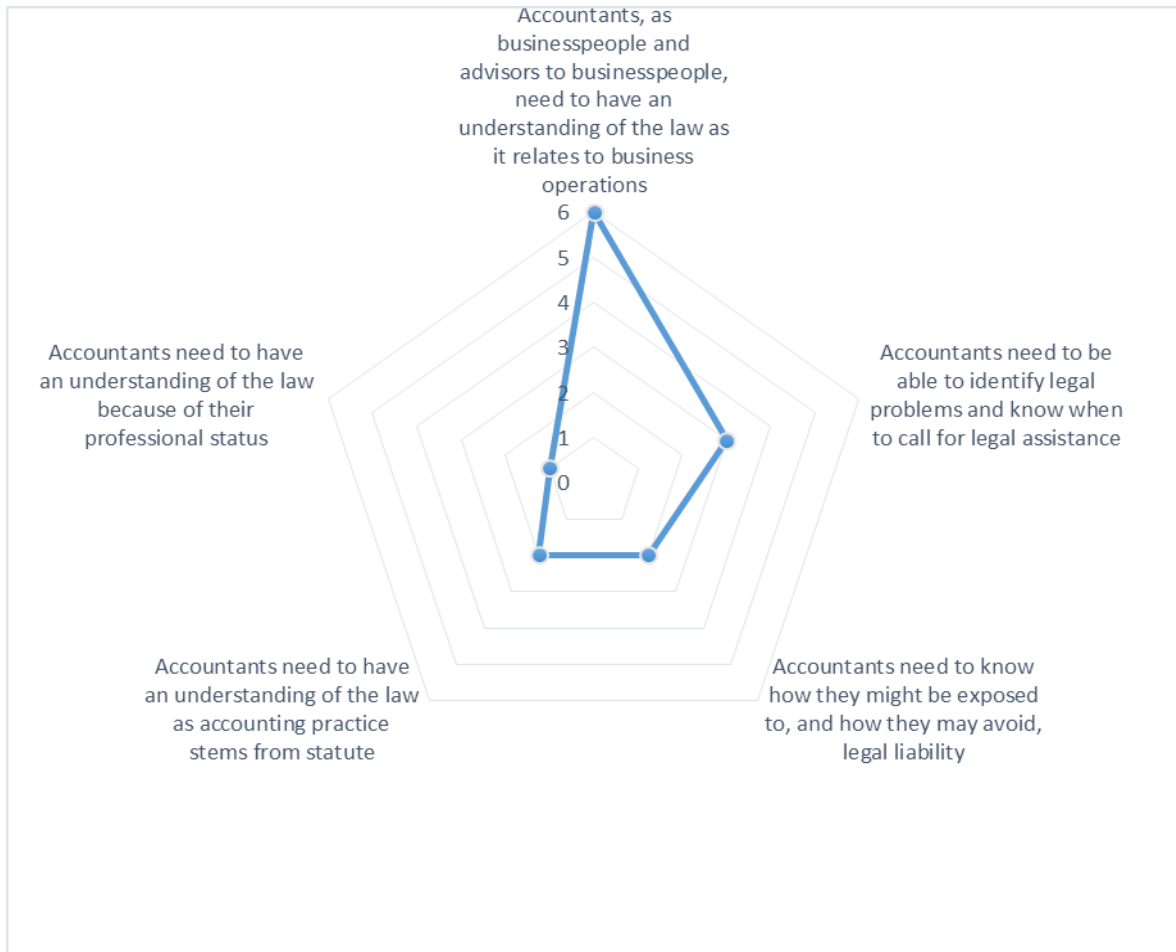 Accountants, as
businesspeople and
advisors to businesspeople,
need to have an
understanding of the law as
it relates to business
operations
6
5
4
3
2
1
0
Accountants need to have
an understanding of the law
because of their
professional status
Accountants need to be
able to identify legal
problems and know when
to call for legal assistance
Accountants need to have
an understanding of the law
as accounting practice
stems from statute
Accountants need to know
how they might be exposed
to, and how they may avoid,
legal liability